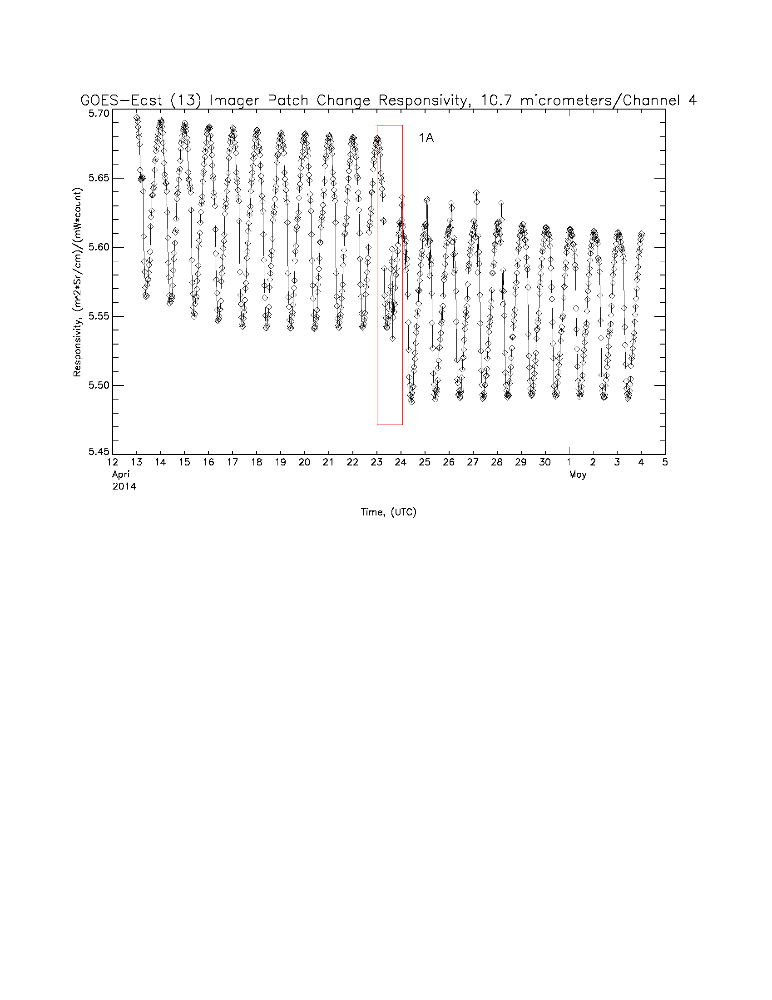 GOES-East (13) Imager Patch Change Responsivity, 10.7 micrometers/Channel 4
1A
5.70
5.65
5.60
5.55
5.50
5.45
Responsivity, (m^2*Sr/cm)/(mW*count)
12 13 14 15 16 17 18 19 20 21 22 23 24 25 26 27 28 29 30 1 2 3 4 5
April May
2014
Time, (UTC)